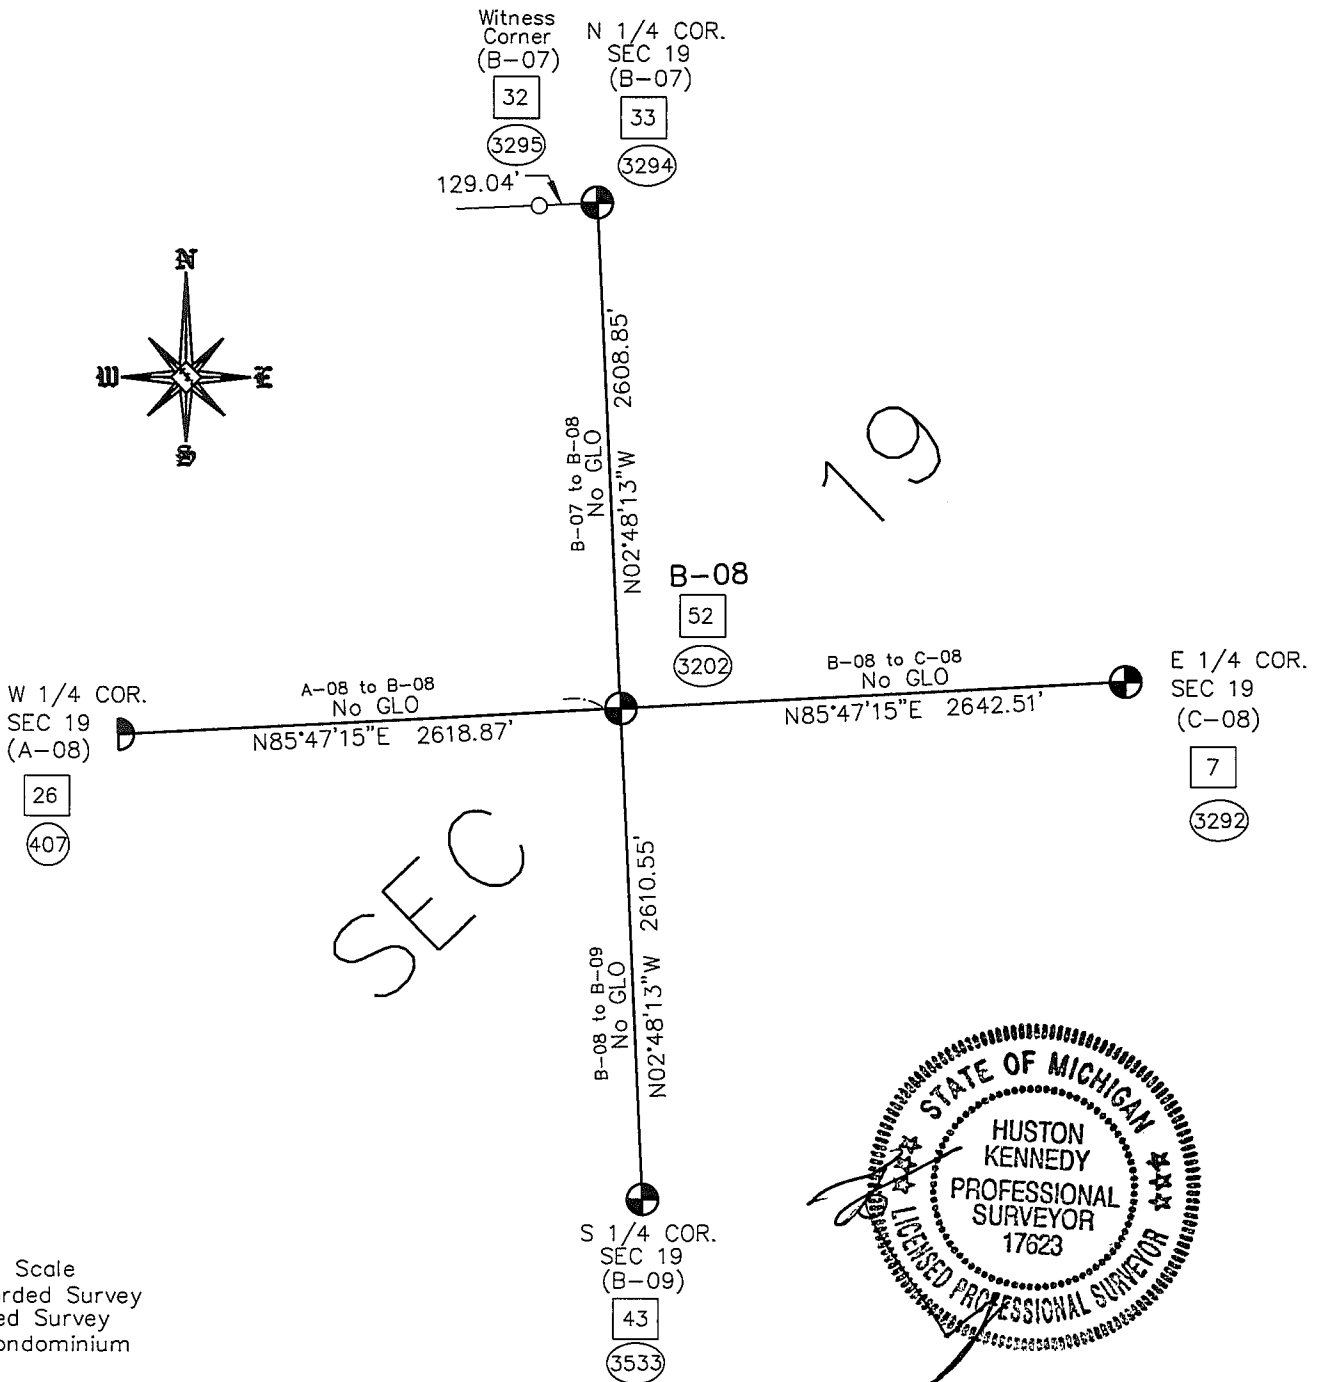 Witness
Corner
(B-07)
32
3295
N 1/4 COR.
SEC 19
(B-07)
33
3294
129.04'
N
W
E
S
B-07 to B-08
No GLO
N02°48'13"W 2608.85'
19
B-08
52
3202
W 1/4 COR.
SEC 19
(A-08)
26
407
A-08 to B-08
No GLO
N85°47'15"E 2618.87'
B-08 to C-08
No GLO
N85°47'15"E 2642.51'
E 1/4 COR.
SEC 19
(C-08)
7
3292
SEC
B-08 to B-09
No GLO
N02°48'13"W 2610.55'
S 1/4 COR.
SEC 19
(B-09)
43
3533
STATE OF MICHIGAN
HUSTON
KENNEDY
PROFESSIONAL
SURVEYOR
17623
LICENSED PROFESSIONAL SURVEYOR
Scale
rded Survey
ed Survey
ondominium